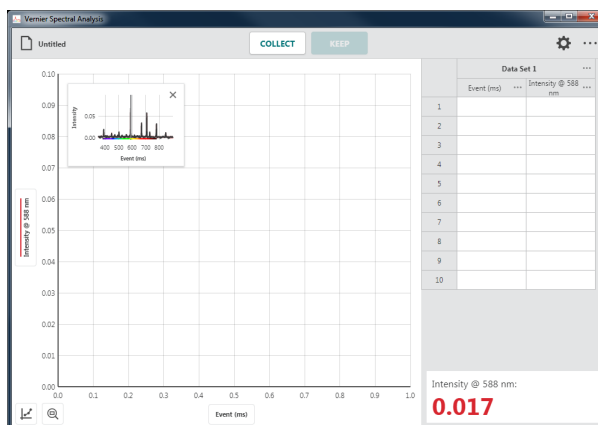 Vernier Spectral Analysis
Untitled
COLLECT
KEEP
...
0.10
0.09
0.08
0.07
0.06
0.05
0.04
0.03
0.02
0.01
0.00
Intensity @ 588 nm
0.0 0.1 0.2 0.3 0.4 0.5 0.6 0.7 0.8 0.9 1.0
Event (ms)
Intensity
0.05
0.00
400 500 600 700 800
Event (ms)
Data Set 1 ...
Event (ms) ... Intensity @ 588 ...
nm
1
2
3
4
5
6
7
8
9
10
Intensity @ 588 nm:
0.017